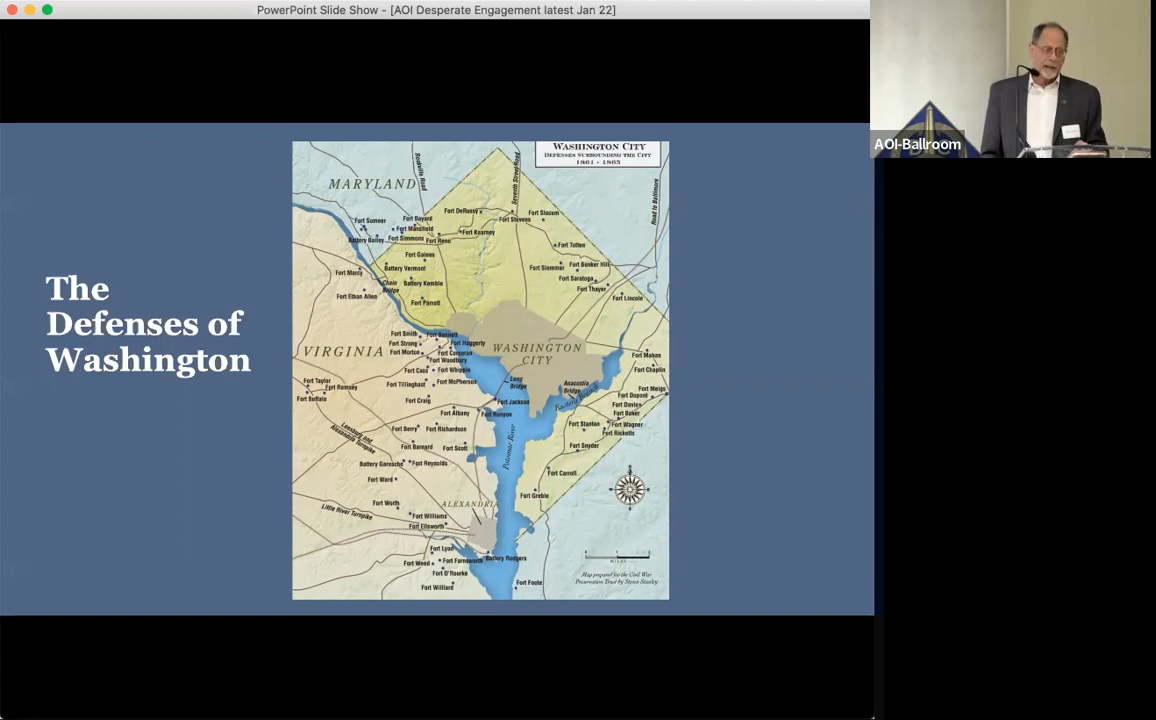 PowerPoint Slide Show - [AOI Desperate Engagement latest Jan 22]
AOI-Ballroom
The
Defenses of
Washington
WASHINGTON CITY
DEFENSES SURROUNDING THE CITY
1861 - 1865
MARYLAND
Rockville Road
Seventh Street Road
Road to Baltimore
Fort Sumner
Fort Bayard
Fort DeRussy
Fort Stevens
Fort Slocum
Fort Mansfield
Battery Bailey
Fort Simmons
Fort Reno
Fort Kearney
Fort Totten
Fort Gaines
Fort Slemmer
Fort Bunker Hill
Fort Marcy
Battery Vermont
Fort Saratoga
Chain
Bridge
Battery Kemble
Fort Thayer
Fort Ethan Allen
Fort Parrott
Fort Lincoln
Fort Smith
Fort Bennett
Fort Strong
Fort Haggerty
VIRGINIA
Fort Morton
Fort Corcoran
WASHINGTON
CITY
Fort Mahan
Fort Woodbury
Fort Cass
Fort Whipple
Fort Chaplin
Fort Taylor
Fort Ramsey
Fort Tillinghast
Fort McPherson
Long
Bridge
Anacostia
Bridge
Eastern Branch
Fort Meigs
Fort Dupont
Fort Buffalo
Fort Craig
Fort Jackson
Fort Davis
Fort Albany
Fort Runyon
Fort Baker
Fort Stanton
Fort Wagner
Leesburg and
Alexandria Turnpike
Fort Berry
Fort Richardson
Fort Ricketts
Fort Barnard
Fort Scott
Potomac River
Fort Snyder
Battery Garesche
Fort Reynolds
Fort Carroll
Fort Ward
Fort Greble
Fort Worth
ALEXANDRIA
Little River Turnpike
Fort Williams
Fort Ellsworth
Fort Lyon
Battery Rodgers
Fort Weed
Fort Farnsworth
Fort O'Rourke
Fort Willard
Fort Foote
MILES
Map prepared for the Civil War
Preservation Trust by Steven Stanley